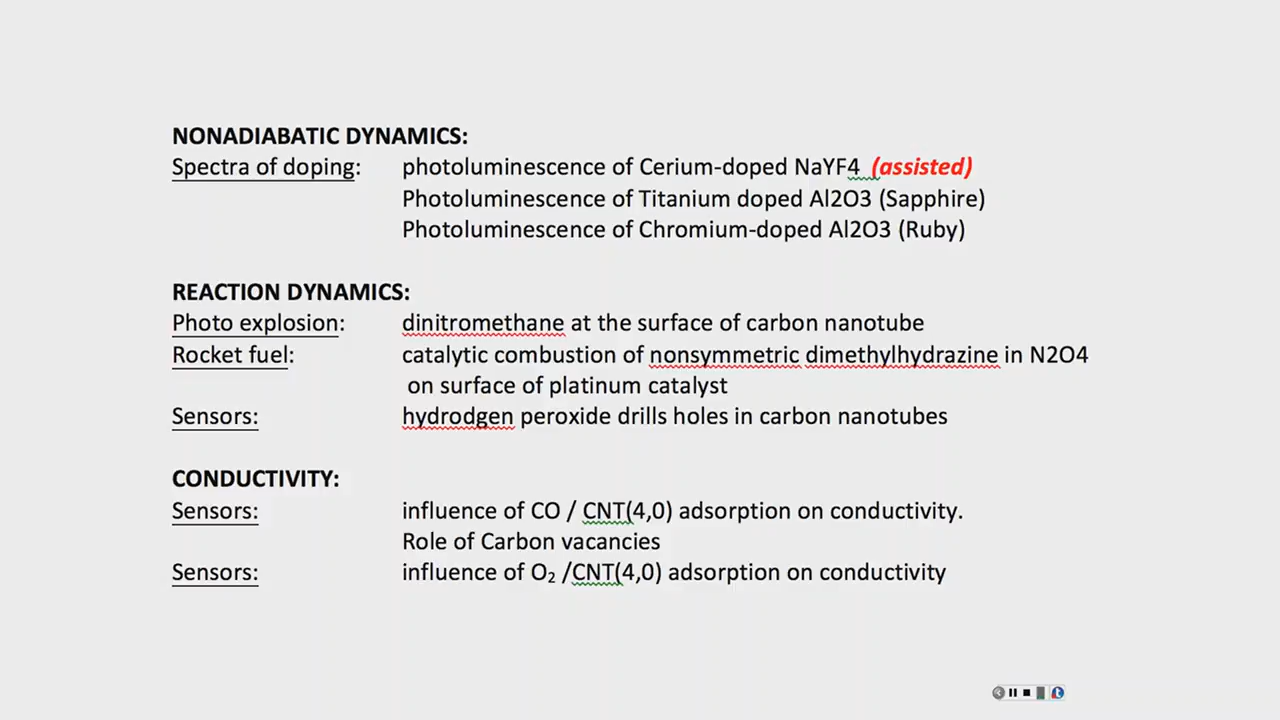 NONADIABATIC DYNAMICS:
Spectra of doping: photoluminescence of Cerium-doped NaYF4 (assisted)
Photoluminescence of Titanium doped Al2O3 (Sapphire)
Photoluminescence of Chromium-doped Al2O3 (Ruby)
REACTION DYNAMICS:
Photo explosion: dinitromethane at the surface of carbon nanotube
Rocket fuel: catalytic combustion of nonsymmetric dimethylhydrazine in N2O4
on surface of platinum catalyst
Sensors: hydrodgen peroxide drills holes in carbon nanotubes
CONDUCTIVITY:
Sensors: influence of CO / CNT(4,0) adsorption on conductivity.
Role of Carbon vacancies
Sensors: influence of O₂ /CNT(4,0) adsorption on conductivity